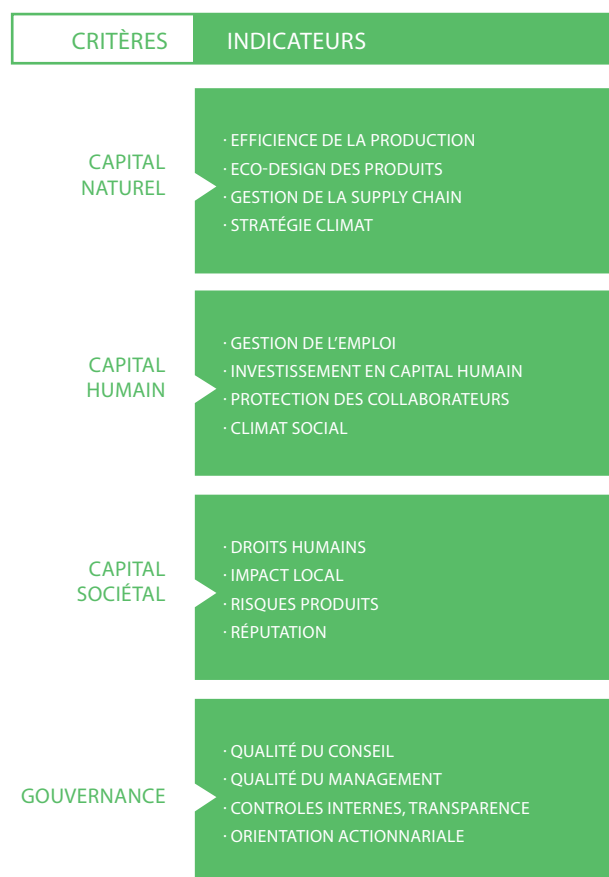 CRITÈRES INDICATEURS
CAPITAL
NATUREL
· EFFICIENCE DE LA PRODUCTION
· ECO-DESIGN DES PRODUITS
· GESTION DE LA SUPPLY CHAIN
· STRATÉGIE CLIMAT
CAPITAL
HUMAIN
· GESTION DE L’EMPLOI
· INVESTISSEMENT EN CAPITAL HUMAIN
· PROTECTION DES COLLABORATEURS
· CLIMAT SOCIAL
CAPITAL
SOCIÉTAL
· DROITS HUMAINS
· IMPACT LOCAL
· RISQUES PRODUITS
· RÉPUTATION
GOUVERNANCE
· QUALITÉ DU CONSEIL
· QUALITÉ DU MANAGEMENT
· CONTROLES INTERNES, TRANSPARENCE
· ORIENTATION ACTIONNARIALE